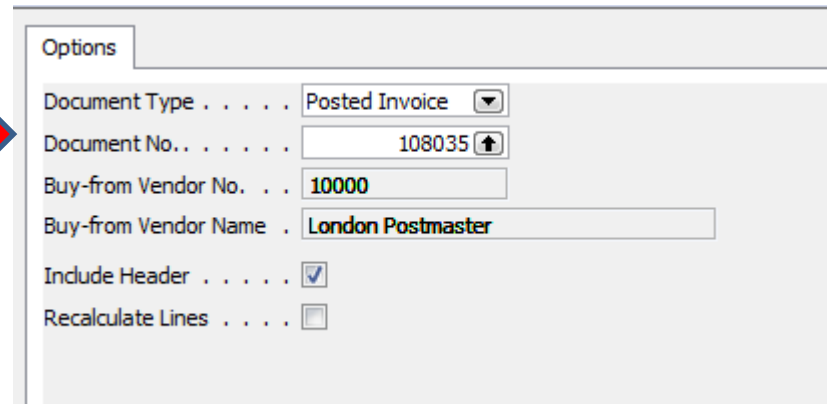 Options
Document Type . . . . . Posted Invoice
Document No.. . . . . . 108035
Buy-from Vendor No. . . 10000
Buy-from Vendor Name . London Postmaster
Include Header . . . . .
Recalculate Lines . . . .